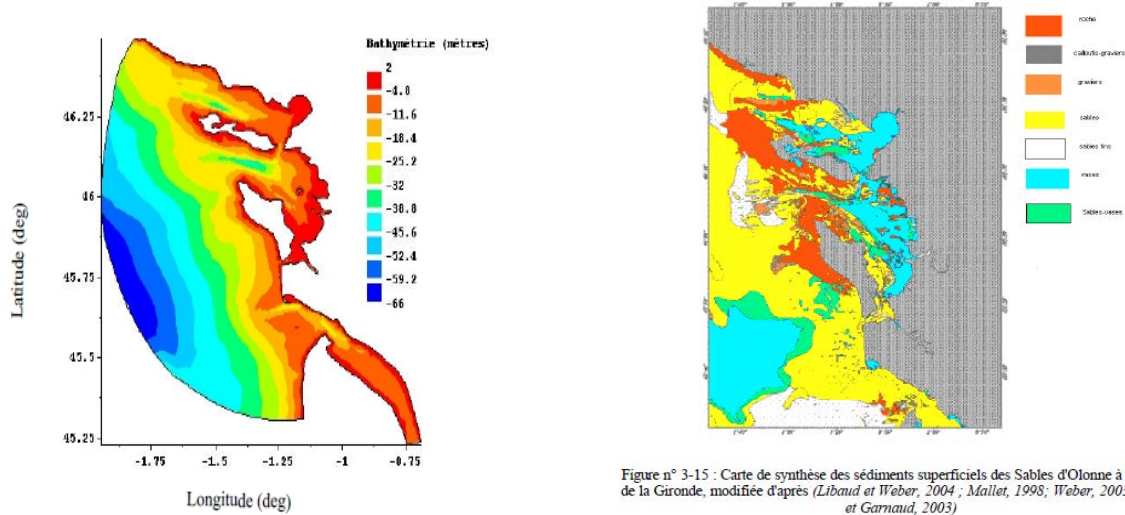 Bathymétrie (mètres)
2
-4.8
-11.6
-18.4
-25.2
-32
-38.8
-45.6
-52.4
-59.2
-66
46.25
46
45.75
45.5
45.25
Latitude (deg)
-1.75
-1.5
-1.25
-1
-0.75
Longitude (deg)
roche
cailloutis-graviers
graviers
sables
sables fins
vases
Sables-vases
Figure n° 3-15 : Carte de synthèse des sédiments superficiels des Sables d'Olonne à
de la Gironde, modifiée d'après (Libaud et Weber, 2004 ; Mallet, 1998; Weber,
et Garnaud, 2003)